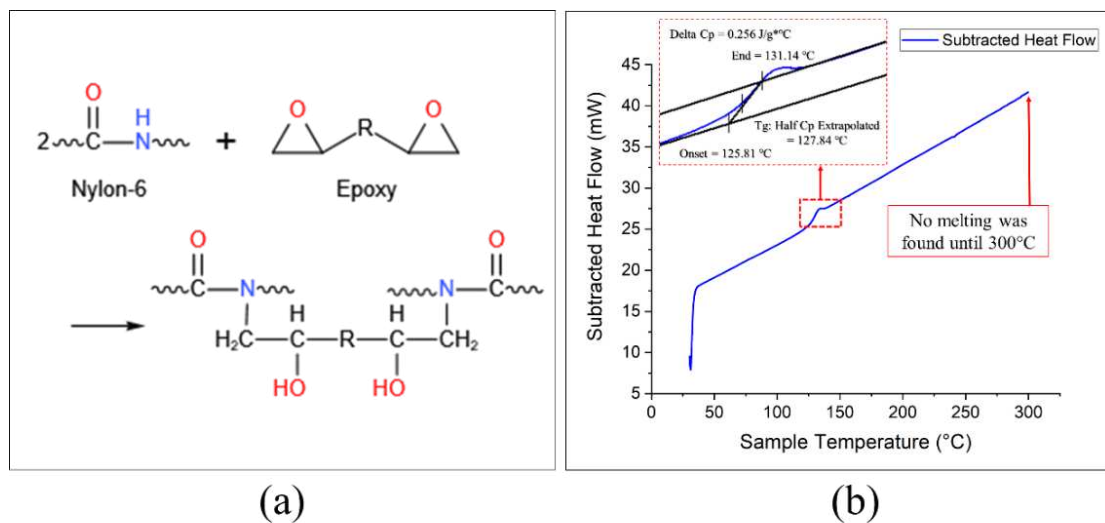 O
H
O
O
2
C
N
+
R
Nylon-6
Epoxy
O
O
C
N
N
C
H
H
H₂C
C
R
C
CH₂
HO
HO
(a)
Subtracted Heat Flow
Delta Cp = 0.256 J/g*°C
End = 131.14 °C
Tg: Half Cp Extrapolated
= 127.84 °C
Onset = 125.81 °C
No melting was
found until 300°C
45
40
35
30
25
20
15
10
5
Subtracted Heat Flow (mW)
50
100
150
200
250
300
Sample Temperature (°C)
(b)